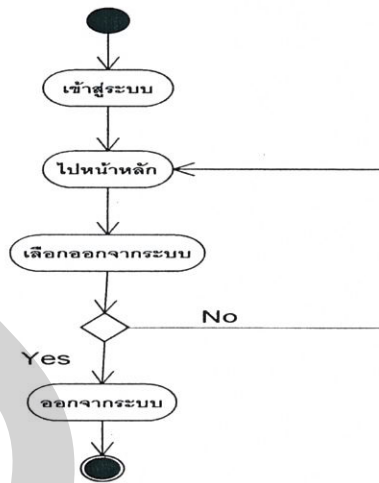 เข้าสู่ระบบ
ไปหน้าหลัก
เลือกออกจากระบบ
No
Yes
ออกจากระบบ